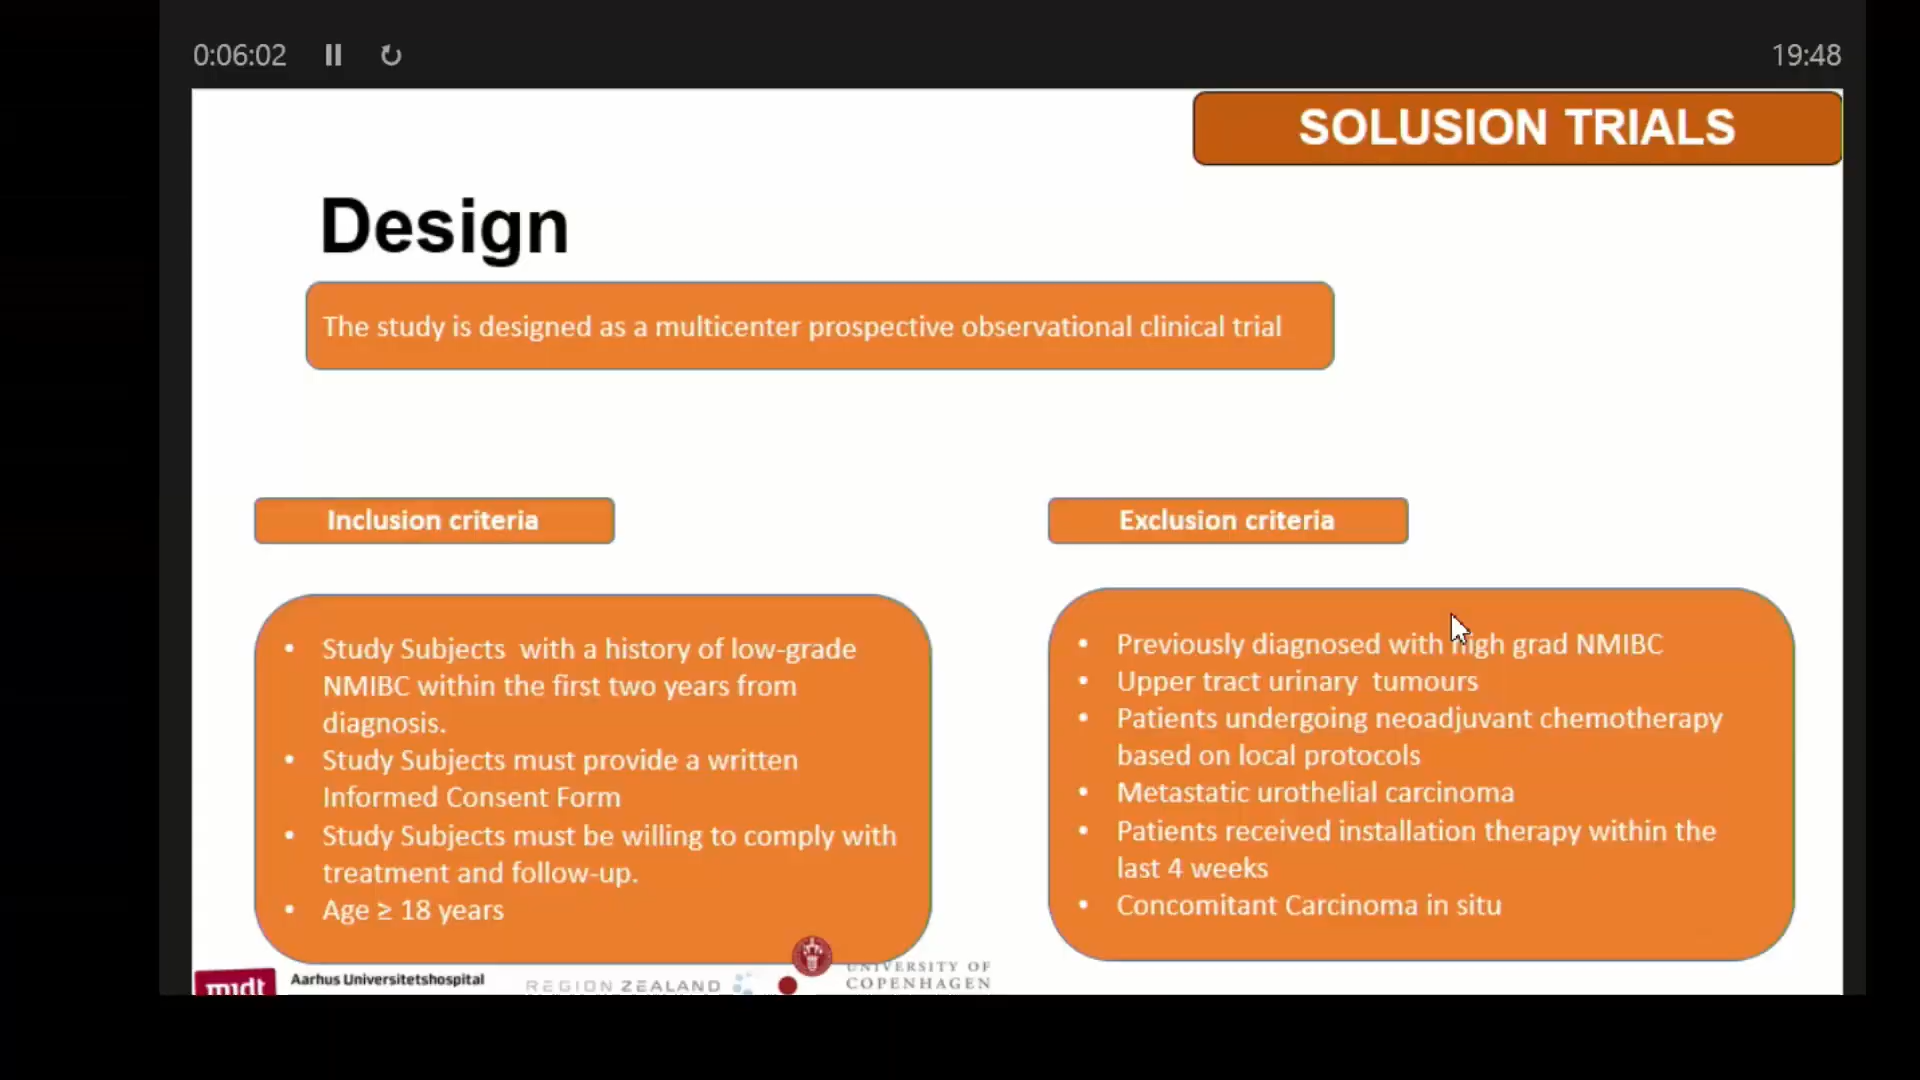 0:06:02
19:48
SOLUSION TRIALS
Design
The study is designed as a multicenter prospective observational clinical trial
Inclusion criteria
• Study Subjects with a history of low-grade
NMIBC within the first two years from
diagnosis.
• Study Subjects must provide a written
Informed Consent Form
• Study Subjects must be willing to comply with
treatment and follow-up.
• Age ≥ 18 years
Exclusion criteria
• Previously diagnosed with high grad NMIBC
• Upper tract urinary tumours
• Patients undergoing neoadjuvant chemotherapy
based on local protocols
• Metastatic urothelial carcinoma
• Patients received installation therapy within the
last 4 weeks
• Concomitant Carcinoma in situ
midt
Aarhus Universitetshospital
REGION ZEALAND
UNIVERSITY OF
COPENHAGEN